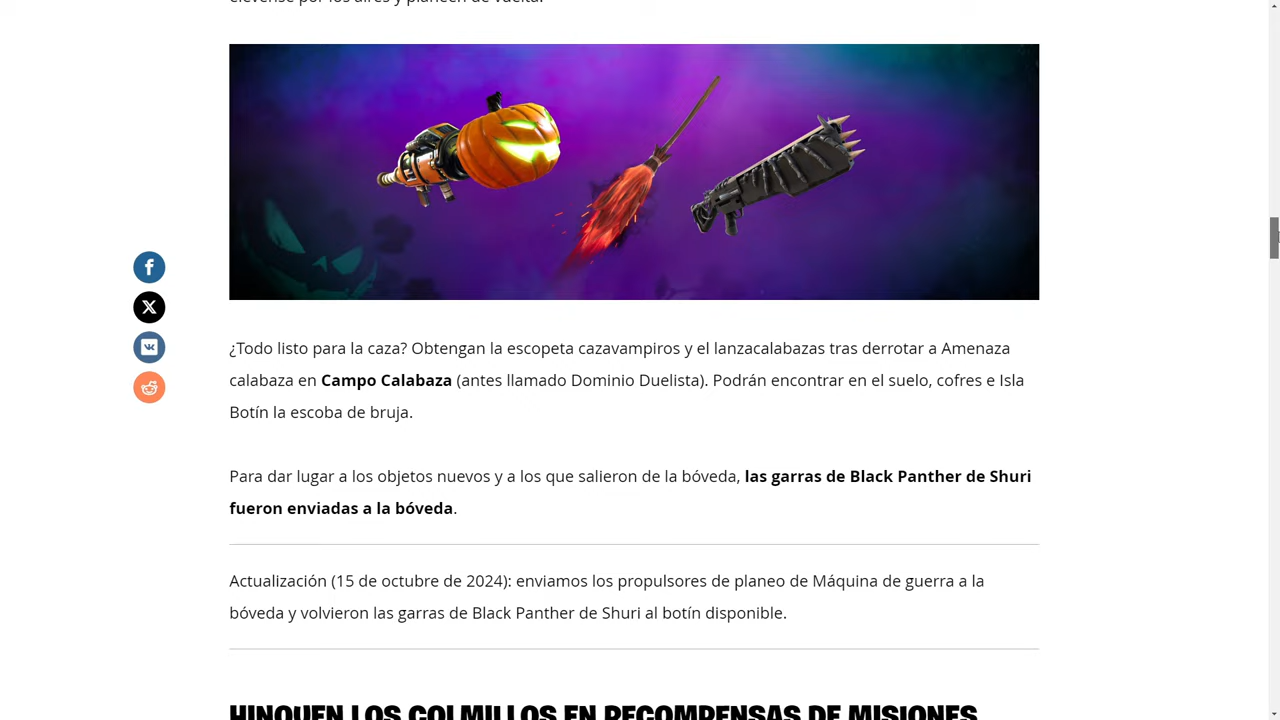 elévense por los aires y planeen de vuelta.
¿Todo listo para la caza? Obtengan la escopeta cazavampiros y el lanzacalabazas tras derrotar a Amenaza
calabaza en Campo Calabaza (antes llamado Dominio Duelista). Podrán encontrar en el suelo, cofres e Isla
Botín la escoba de bruja.
Para dar lugar a los objetos nuevos y a los que salieron de la bóveda, las garras de Black Panther de Shuri
fueron enviadas a la bóveda.
Actualización (15 de octubre de 2024): enviamos los propulsores de planeo de Máquina de guerra a la
bóveda y volvieron las garras de Black Panther de Shuri al botín disponible.
HINQUEN LOS COLMILLOS EN RECOMPENSAS DE MISIONES